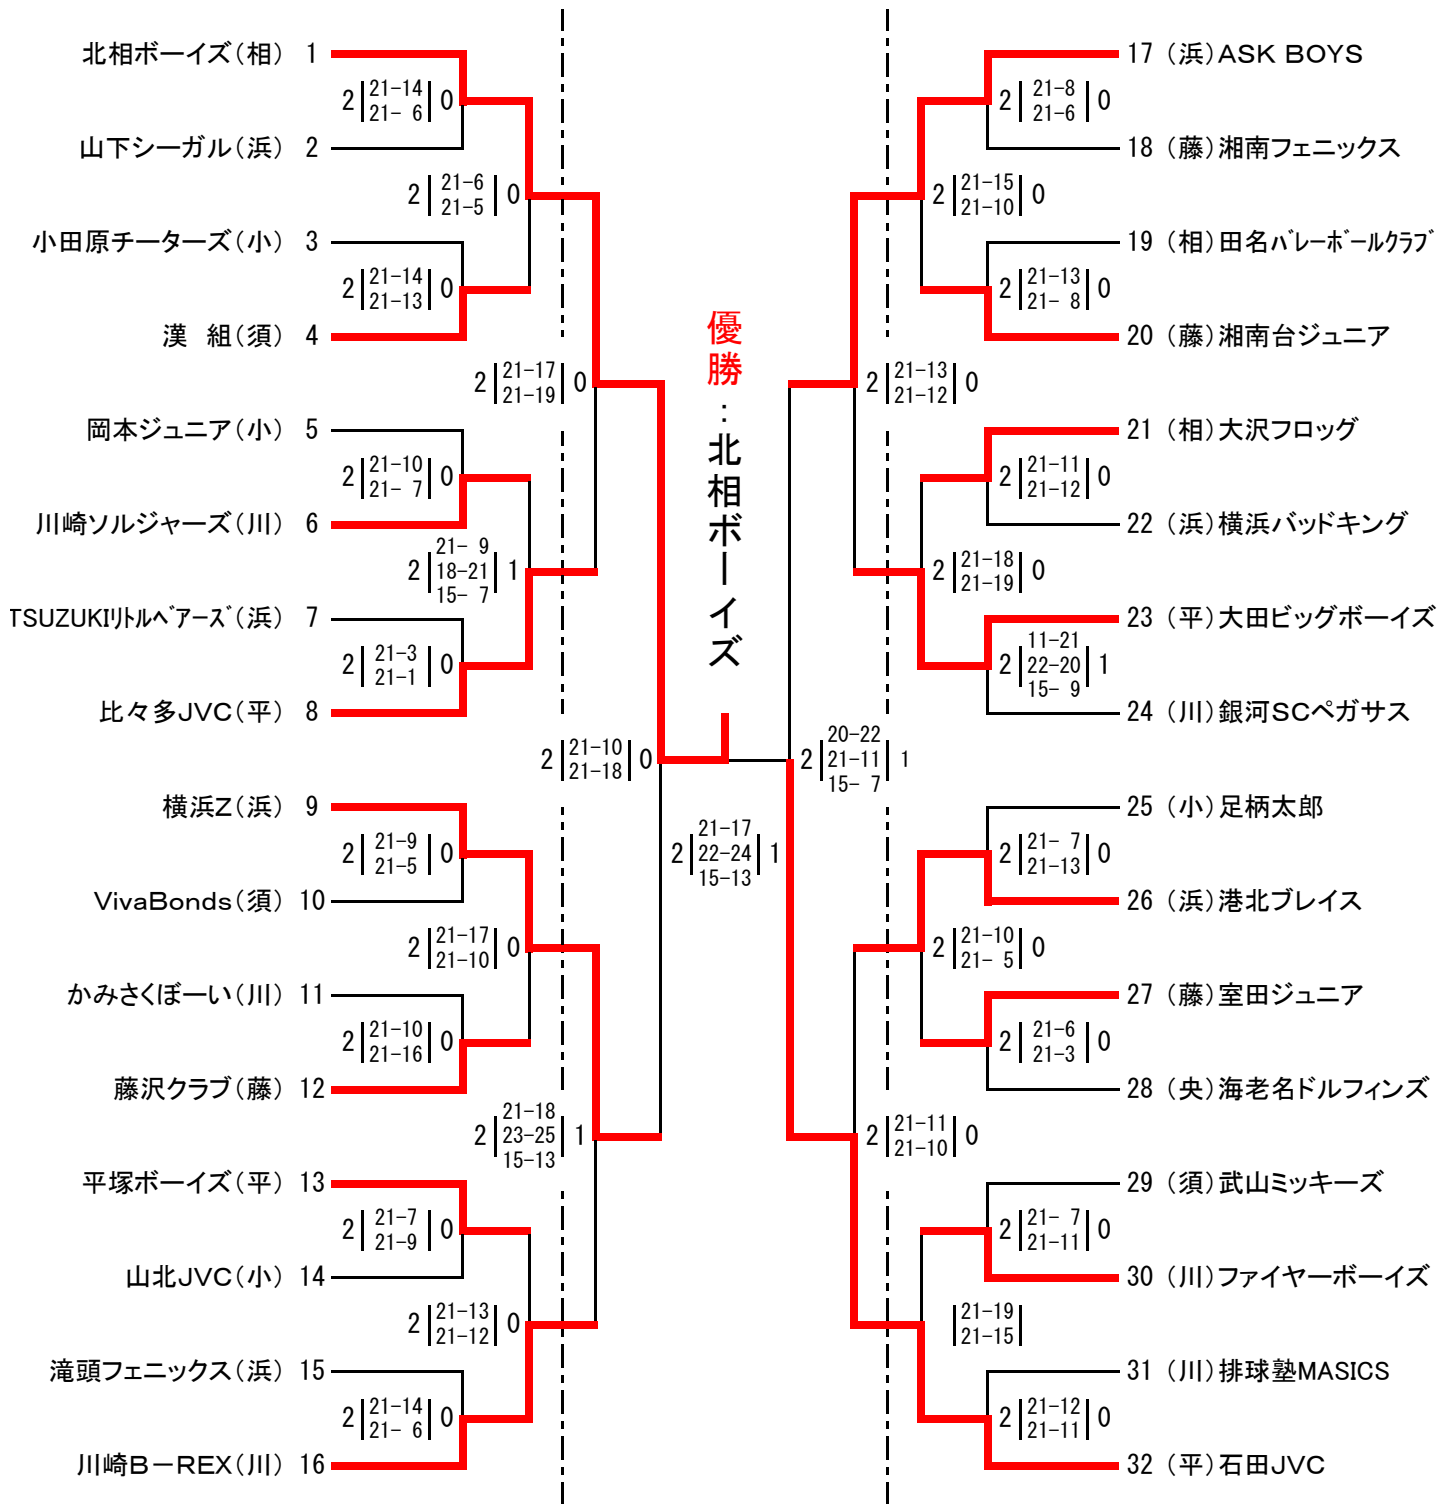 北相ボーイズ(相) 1
2 21-14 0
21- 6
山下シーガル(浜) 2
2 21-6 0
21-5
小田原チーターズ(小) 3
2 21-14 0
21-13
漢 組(須) 4
2 21-17 0
21-19
岡本ジュニア(小) 5
2 21-10 0
21- 7
川崎ソルジャーズ(川) 6
21- 9
2 18-21 1
15- 7
TSUZUKIリトルベアーズ(浜) 7
2 21-3 0
21-1
比々多JVC(平) 8
2 21-10 0
21-18
横浜Z(浜) 9
2 21-9 0
21-5
VivaBonds(須) 10
2 21-17 0
21-10
かみさくぼーい(川) 11
2 21-10 0
21-16
藤沢クラブ(藤) 12
21-18
2 23-25 1
15-13
平塚ボーイズ(平) 13
2 21-7 0
21-9
山北JVC(小) 14
2 21-13 0
21-12
滝頭フェニックス(浜) 15
2 21-14 0
21- 6
川崎B-REX(川) 16
優勝:北相ボーイズ
21-17
2 22-24 1
15-13
17 (浜)ASK BOYS
2 21-8 0
21-6
18 (藤)湘南フェニックス
2 21-15 0
21-10
19 (相)田名バレーボールクラブ
2 21-13 0
21- 8
20 (藤)湘南台ジュニア
2 21-13 0
21-12
21 (相)大沢フロッグ
2 21-11 0
21-12
22 (浜)横浜バッドキング
2 21-18 0
21-19
23 (平)大田ビッグボーイズ
11-21
2 22-20 1
15- 9
24 (川)銀河SCペガサス
20-22
2 21-11 1
15- 7
25 (小)足柄太郎
2 21- 7 0
21-13
26 (浜)港北ブレイス
2 21-10 0
21- 5
27 (藤)室田ジュニア
2 21-6 0
21-3
28 (央)海老名ドルフィンズ
2 21-11 0
21-10
29 (須)武山ミッキーズ
2 21- 7 0
21-11
30 (川)ファイヤーボーイズ
21-19
21-15
31 (川)排球塾MASICS
2 21-12 0
21-11
32 (平)石田JVC